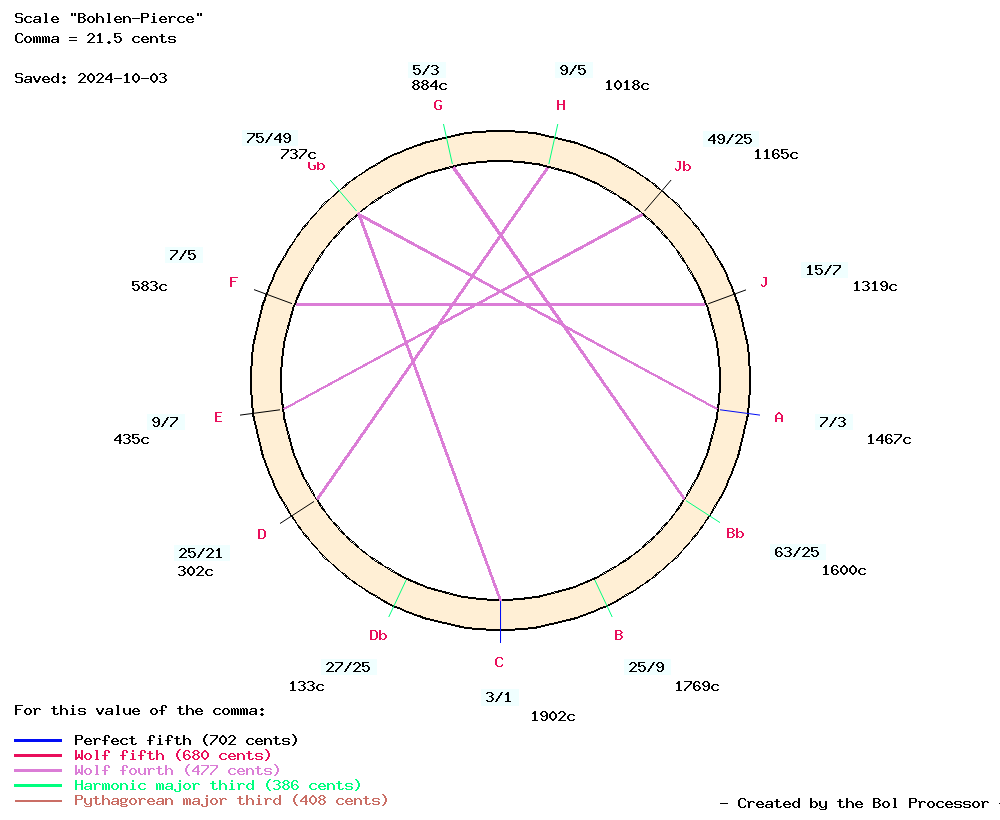 Scale "Bohlen-Pierce"
Comma = 21.5 cents
Saved: 2024-10-03
5/3
884c
G
9/5
1018c
H
75/49
737c
Gb
49/25
1165c
Jb
7/5
583c
F
15/7
1319c
J
9/7
435c
E
7/3
1467c
A
25/21
302c
D
63/25
1600c
Bb
Db
27/25
133c
C
3/1
1902c
B
25/9
1769c
For this value of the comma:
Perfect fifth (702 cents)
Wolf fifth (680 cents)
Wolf fourth (477 cents)
Harmonic major third (386 cents)
Pythagorean major third (408 cents)
- Created by the Bol Processor -